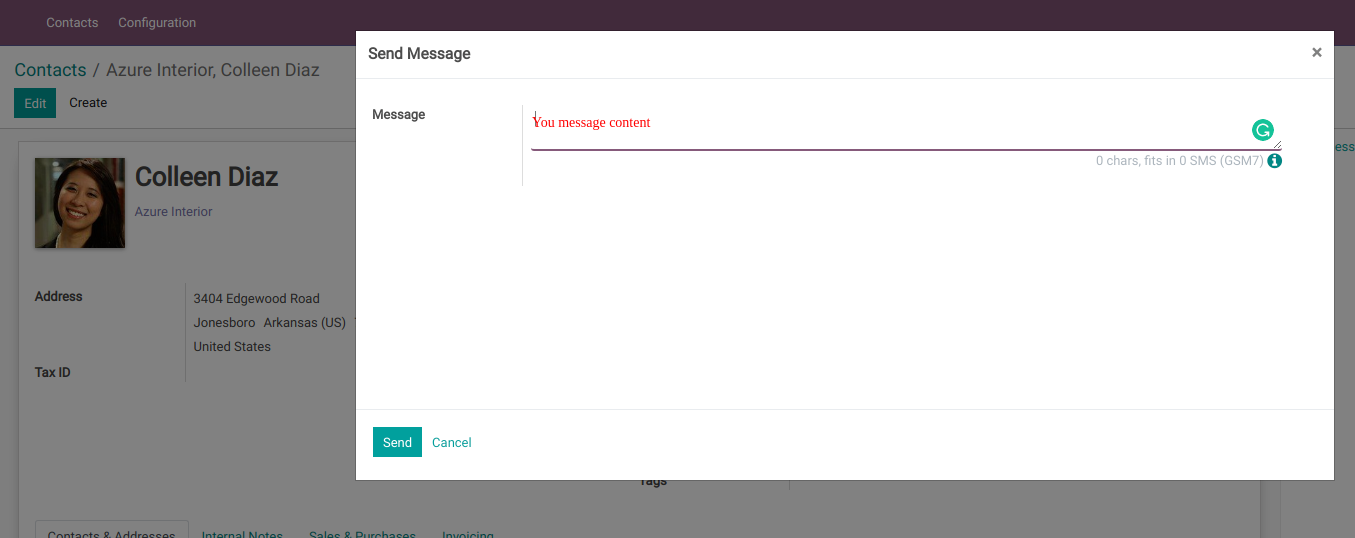 Contacts Configuration
Contacts / Azure Interior, Colleen Diaz
Edit Create
Send Message ×
Message
You message content
0 chars, fits in 0 SMS (GSM7)
Colleen Diaz
Azure Interior
Address
3404 Edgewood Road
Jonesboro Arkansas (US)
United States
Tax ID
Send Cancel
Tags
Contacts & Addresses Internal Notes Sales & Purchases Invoicing